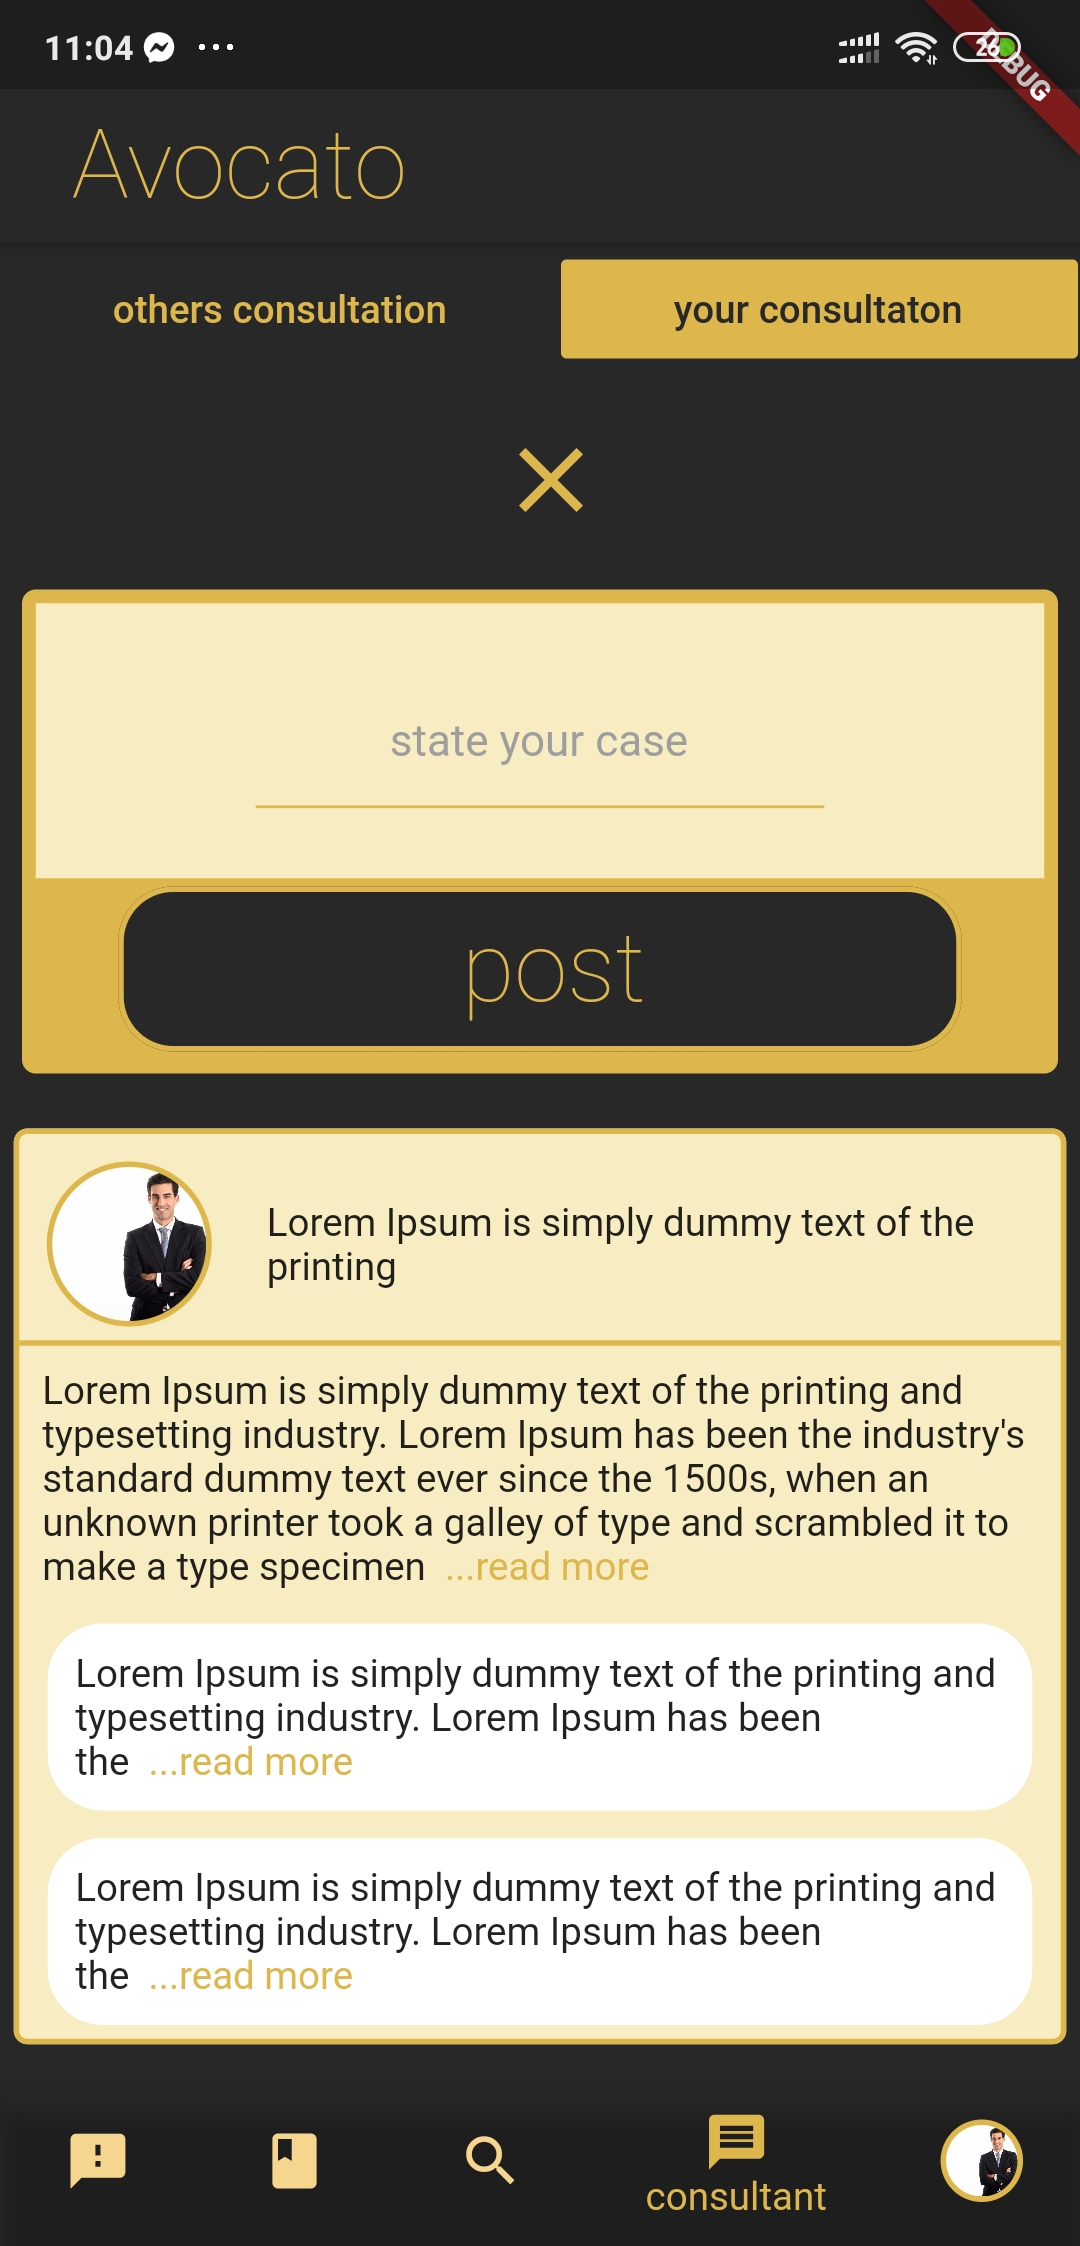 11:04
26
DEBUG
Avocato
others consultation
your consultaton
state your case
post
Lorem Ipsum is simply dummy text of the
printing
Lorem Ipsum is simply dummy text of the printing and
typesetting industry. Lorem Ipsum has been the industry's
standard dummy text ever since the 1500s, when an
unknown printer took a galley of type and scrambled it to
make a type specimen ...read more
Lorem Ipsum is simply dummy text of the printing and
typesetting industry. Lorem Ipsum has been
the ...read more
Lorem Ipsum is simply dummy text of the printing and
typesetting industry. Lorem Ipsum has been
the ...read more
consultant